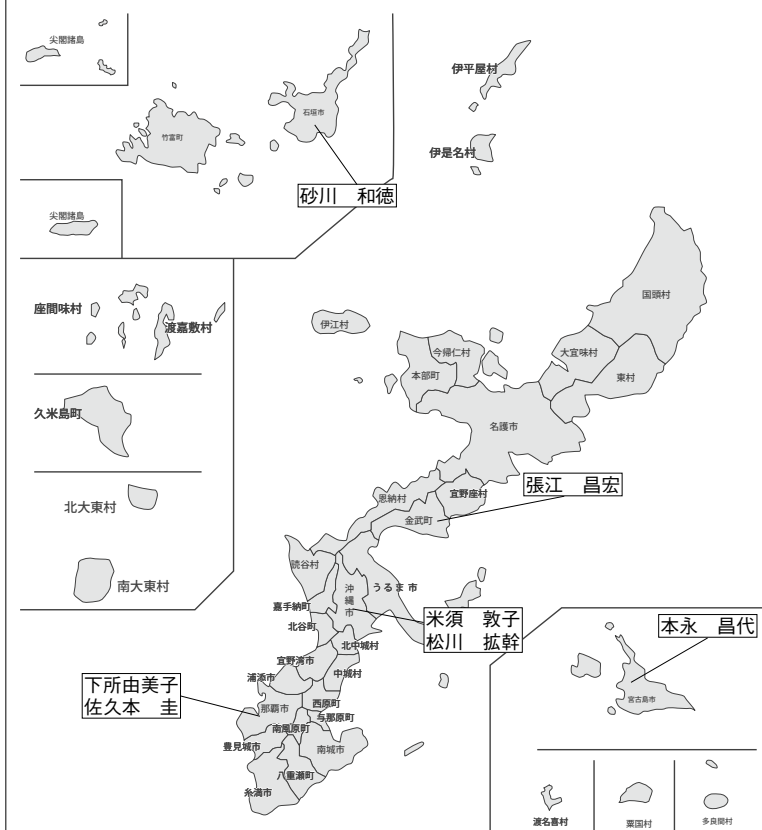 尖閣諸島
伊平屋村
石垣市
竹富町
伊是名村
砂川　和徳
尖閣諸島
国頭村
座間味村
渡嘉敷村
伊江村
今帰仁村
大宜味村
本部町
東村
久米島町
名護市
張江　昌宏
恩納村
宜野座村
北大東村
金武町
読谷村
南大東村
うるま市
沖縄市
嘉手納町
米須　敦子
松川　拡幹
北谷町
本永　昌代
北中城村
宜野湾市
中城村
浦添市
下所由美子
佐久本　圭
宮古島市
西原町
那覇市
与那原町
南風原町
豊見城市
南城市
八重瀬町
糸満市
渡名喜村
粟国村
多良間村